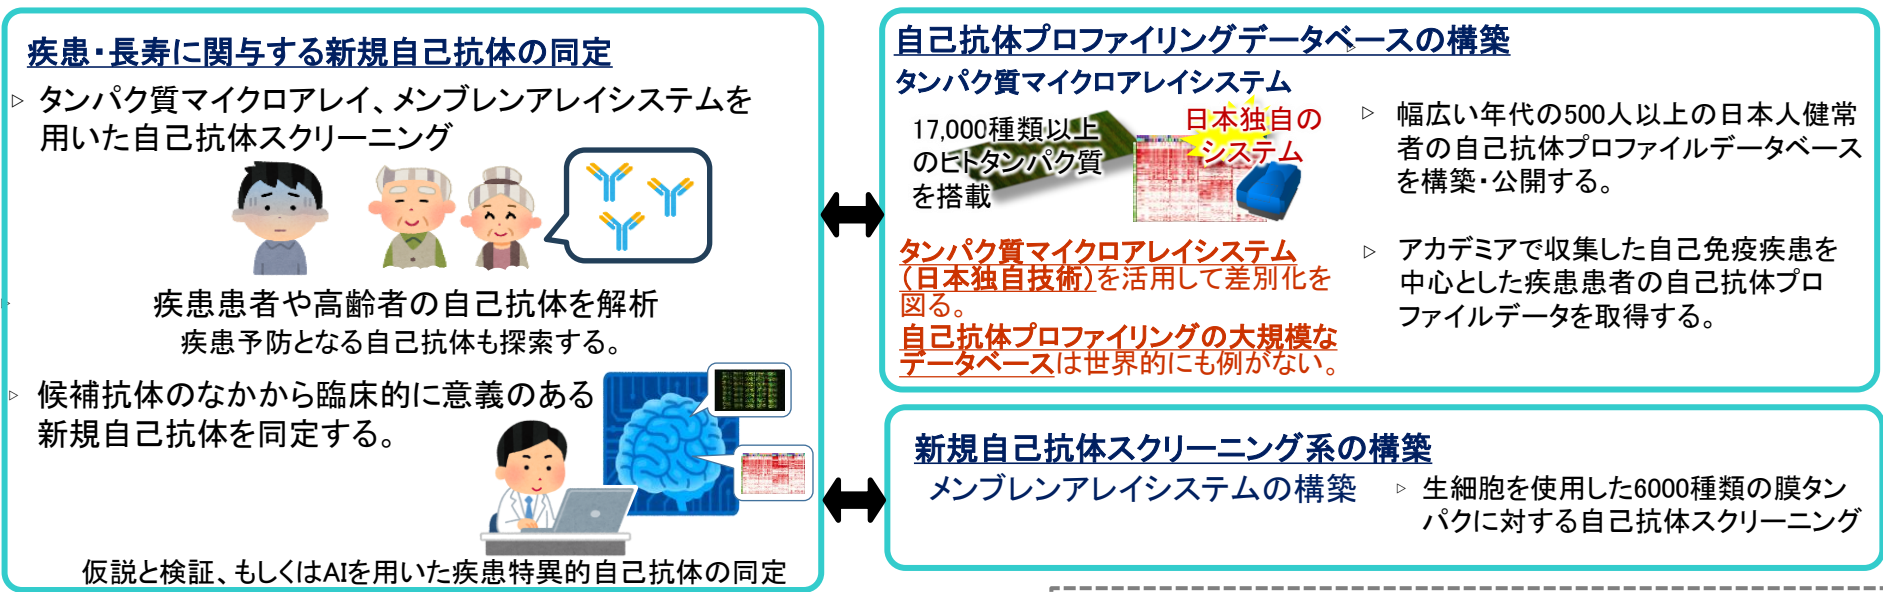 疾患・長寿に関与する新規自己抗体の同定
▷ タンパク質マイクロアレイ、メンブレンアレイシステムを
用いた自己抗体スクリーニング
疾患患者や高齢者の自己抗体を解析
疾患予防となる自己抗体も探索する。
▷ 候補抗体のなかから臨床的に意義のある
新規自己抗体を同定する。
仮説と検証、もしくはAIを用いた疾患特異的自己抗体の同定
自己抗体プロファイリングデータベースの構築
タンパク質マイクロアレイシステム
17,000種類以上
のヒトタンパク質
を搭載
日本独自の
システム
タンパク質マイクロアレイシステム
（日本独自技術）を活用して差別化を
図る。
自己抗体プロファイリングの大規模な
データベースは世界的にも例がない。
▷ 幅広い年代の500人以上の日本人健常
者の自己抗体プロファイルデータベース
を構築・公開する。
▷ アカデミアで収集した自己免疫疾患を
中心とした疾患患者の自己抗体プロ
ファイルデータを取得する。
新規自己抗体スクリーニング系の構築
メンブレンアレイシステムの構築
▷ 生細胞を使用した6000種類の膜タン
パクに対する自己抗体スクリーニング